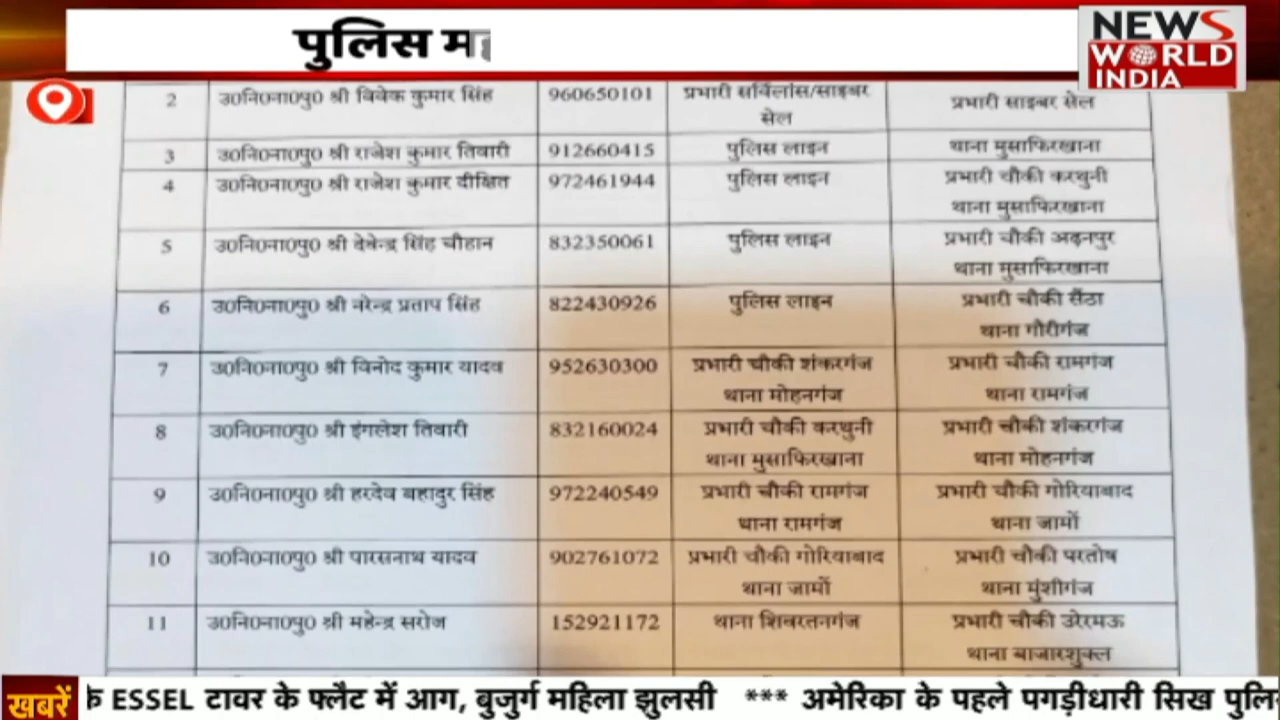 पुलिस म
NEWS
WORLD
INDIA
2 उ0नि0ना0पु0 श्री विवेक कुमार सिंह 960650101 प्रभारी सर्विलांस/साइबर सेल प्रभारी साइबर सेल
3 उ0नि0ना0पु0 श्री राजेश कुमार तिवारी 912660415 पुलिस लाइन थाना मुसाफिरखाना
4 उ0नि0ना0पु0 श्री राजेश कुमार दीक्षित 972461944 पुलिस लाइन प्रभारी चौकी करथुनी
थाना मुसाफिरखाना
5 उ0नि0ना0पु0 श्री देवेन्द्र सिंह चौहान 832350061 पुलिस लाइन प्रभारी चौकी अढ़नपुर
थाना मुसाफिरखाना
6 उ0नि0ना0पु0 श्री नरेन्द्र प्रताप सिंह 822430926 पुलिस लाइन प्रभारी चौकी सैंठा
थाना गौरीगंज
7 उ0नि0ना0पु0 श्री विनोद कुमार यादव 952630300 प्रभारी चौकी शंकरगंज प्रभारी चौकी रामगंज
थाना मोहनगंज थाना रामगंज
8 उ0नि0ना0पु0 श्री इंगलेश तिवारी 832160024 प्रभारी चौकी करथुनी प्रभारी चौकी शंकरगंज
थाना मुसाफिरखाना थाना मोहनगंज
9 उ0नि0ना0पु0 श्री हरदेव बहादुर सिंह 972240549 प्रभारी चौकी रामगंज प्रभारी चौकी गोरियाबाद
थाना रामगंज थाना जामों
10 उ0नि0ना0पु0 श्री पारसनाथ यादव 902761072 प्रभारी चौकी गोरियाबाद प्रभारी चौकी परतोष
थाना जामों थाना मुंशीगंज
11 उ0नि0ना0पु0 श्री महेन्द्र सरोज 152921172 थाना शिवरतनगंज प्रभारी चौकी उरेरमऊ
थाना बाजारशुक्ल
खबरें के ESSEL टावर के फ्लैट में आग, बुजुर्ग महिला झुलसी *** अमेरिका के पहले पगड़ीधारी सिख पुलि